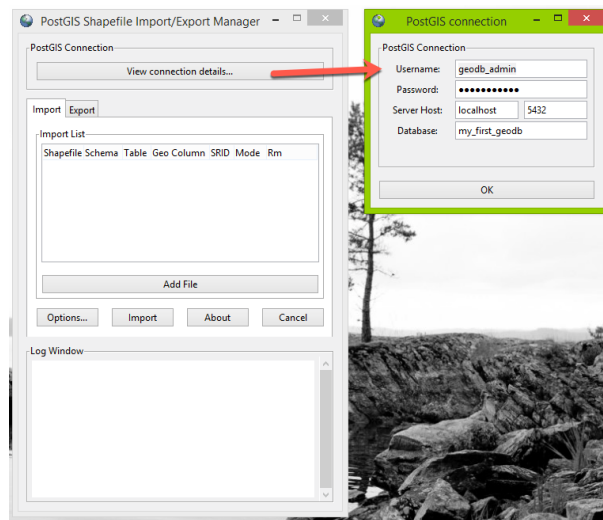 PostGIS Shapefile Import/Export Manager
PostGIS Connection
View connection details...
Import Export
Import List
Shapefile Schema Table Geo Column SRID Mode Rm
Add File
Options... Import About Cancel
Log Window
PostGIS connection
PostGIS Connection
Username: geodb_admin
Password: •••••••••••
Server Host: localhost 5432
Database: my_first_geodb
OK